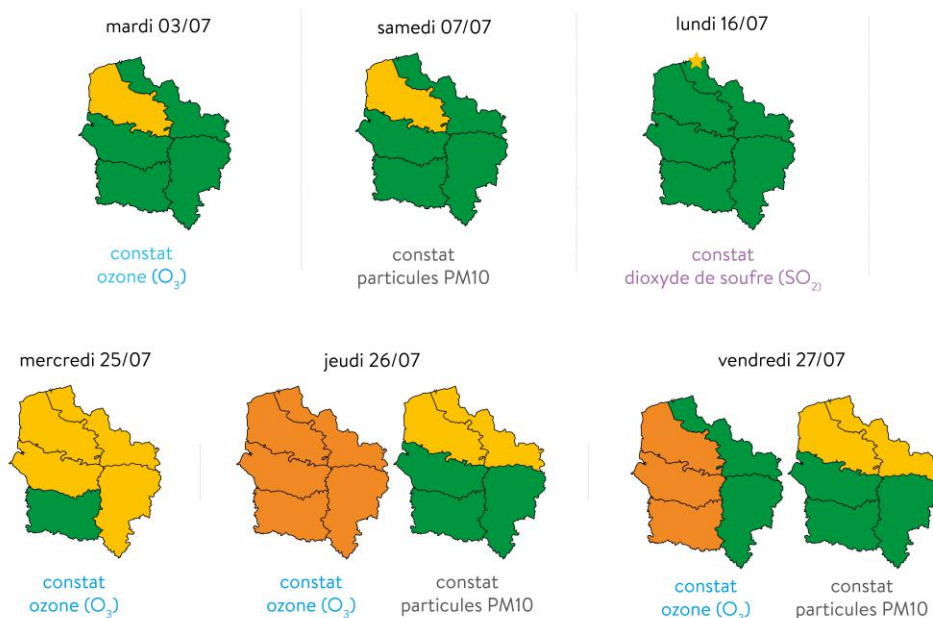 mardi 03/07
samedi 07/07
lundi 16/07
constat
ozone (O₃)
constat
particules PM10
constat
dioxyde de soufre (SO₂)
mercredi 25/07
jeudi 26/07
vendredi 27/07
constat
ozone (O₃)
constat
ozone (O₃)
constat
particules PM10
constat
ozone (O₃)
constat
particules PM10